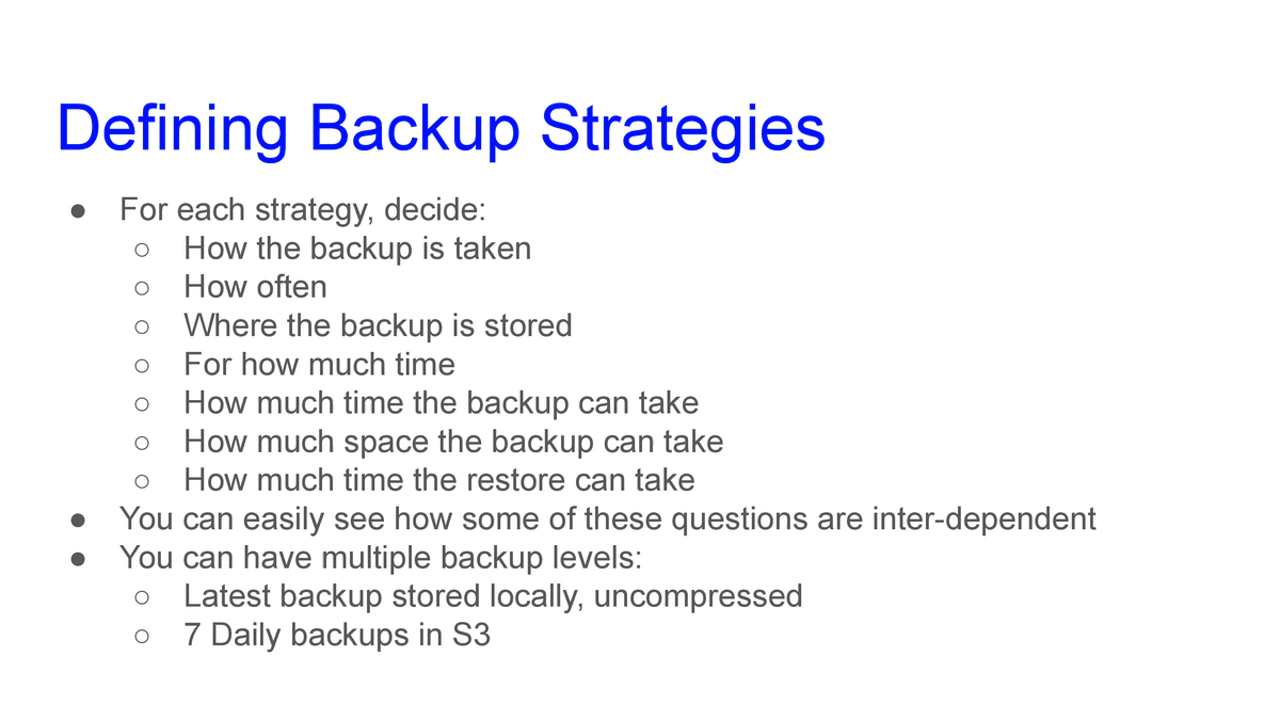 Defining Backup Strategies
● For each strategy, decide:
○ How the backup is taken
○ How often
○ Where the backup is stored
○ For how much time
○ How much time the backup can take
○ How much space the backup can take
○ How much time the restore can take
● You can easily see how some of these questions are inter-dependent
● You can have multiple backup levels:
○ Latest backup stored locally, uncompressed
○ 7 Daily backups in S3